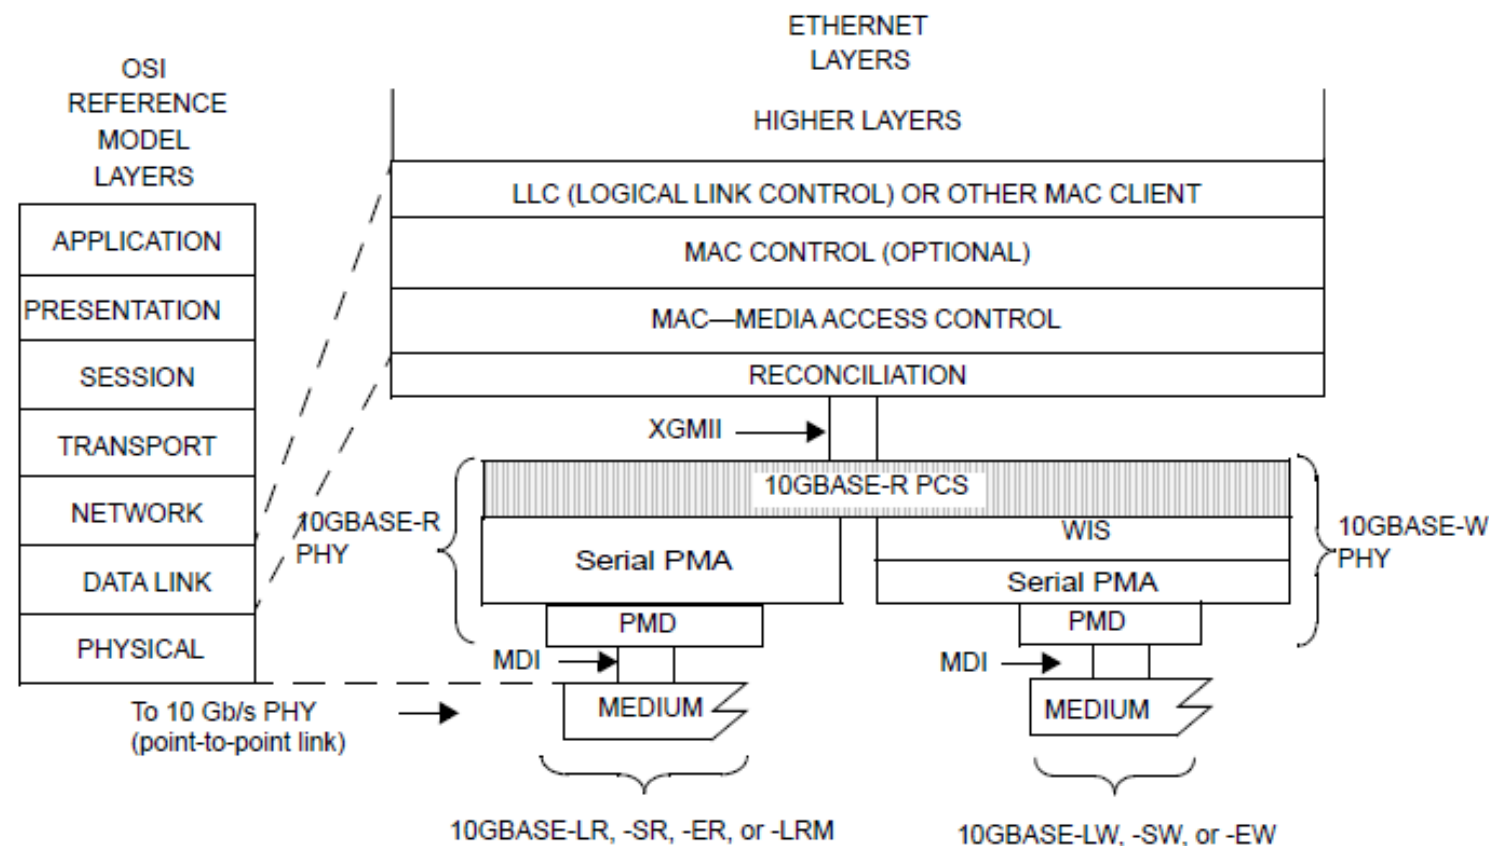 ETHERNET
LAYERS
OSI
REFERENCE
MODEL
LAYERS
HIGHER LAYERS
LLC (LOGICAL LINK CONTROL) OR OTHER MAC CLIENT
APPLICATION
MAC CONTROL (OPTIONAL)
PRESENTATION
MAC—MEDIA ACCESS CONTROL
SESSION
RECONCILIATION
TRANSPORT
XGMII
10GBASE-R PCS
NETWORK
10GBASE-R
PHY
WIS
10GBASE-W
PHY
Serial PMA
Serial PMA
DATA LINK
PMD
PMD
PHYSICAL
MDI
MDI
To 10 Gb/s PHY
(point-to-point link)
MEDIUM
MEDIUM
10GBASE-LR, -SR, -ER, or -LRM
10GBASE-LW, -SW, or -EW